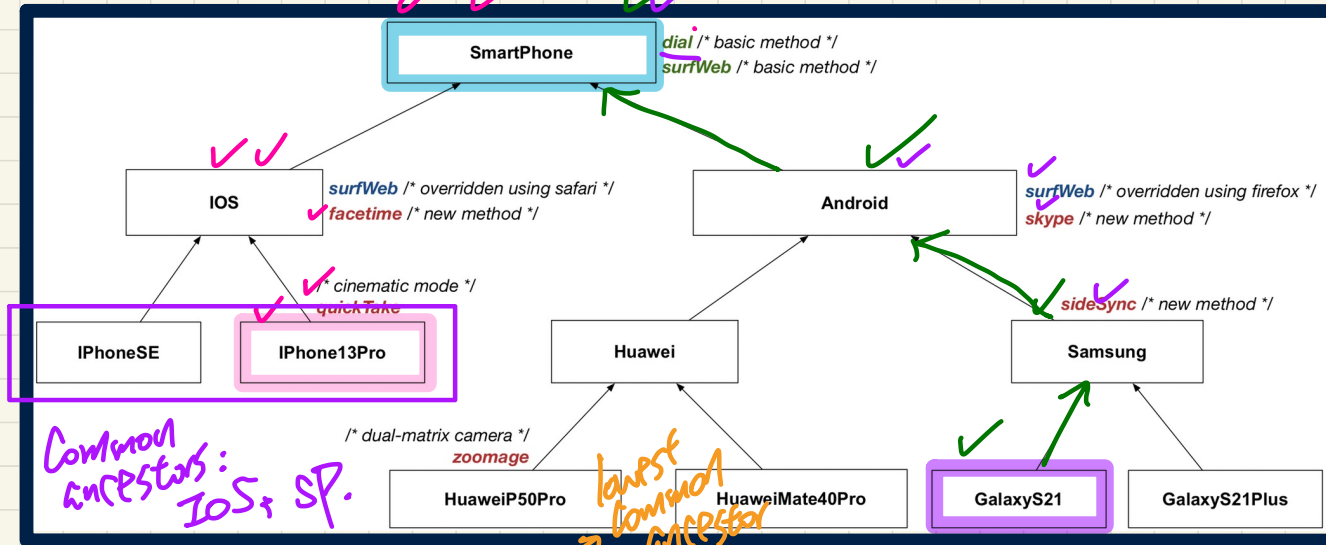 SmartPhone
dial /* basic method */
surfWeb /* basic method */
IOS
surfWeb /* overridden using safari */
facetime /* new method */
Android
surfWeb /* overridden using firefox */
skype /* new method */
/* cinematic mode */
quickTake
sideSync /* new method */
IPhoneSE
IPhone13Pro
Huawei
Samsung
/* dual-matrix camera */
zoomage
HuaweiP50Pro
HuaweiMate40Pro
GalaxyS21
GalaxyS21Plus
Common
ancestors:
IOS, SP.
lowest
common
ancestor